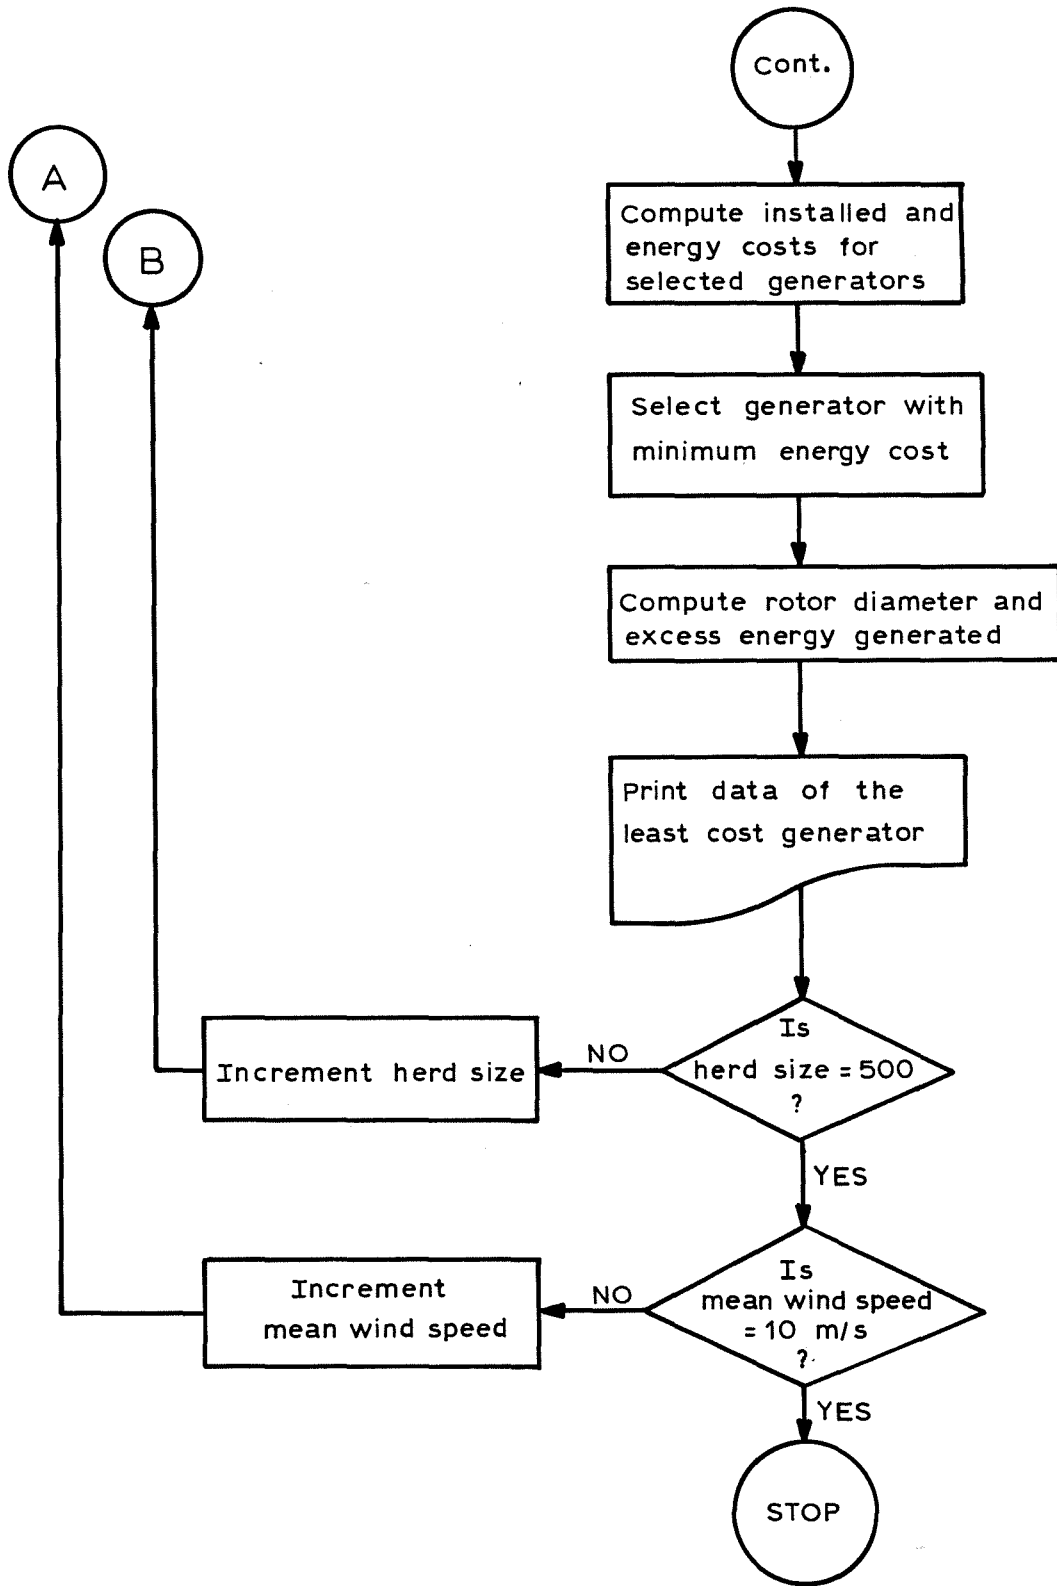 Cont.
A
B
Compute installed and
energy costs for
selected generators
Select generator with
minimum energy cost
Compute rotor diameter and
excess energy generated
Print data of the
least cost generator
Is
herd size = 500
?
NO
Increment herd size
YES
Is
mean wind speed
= 10 m/s
?
NO
Increment
mean wind speed
YES
STOP